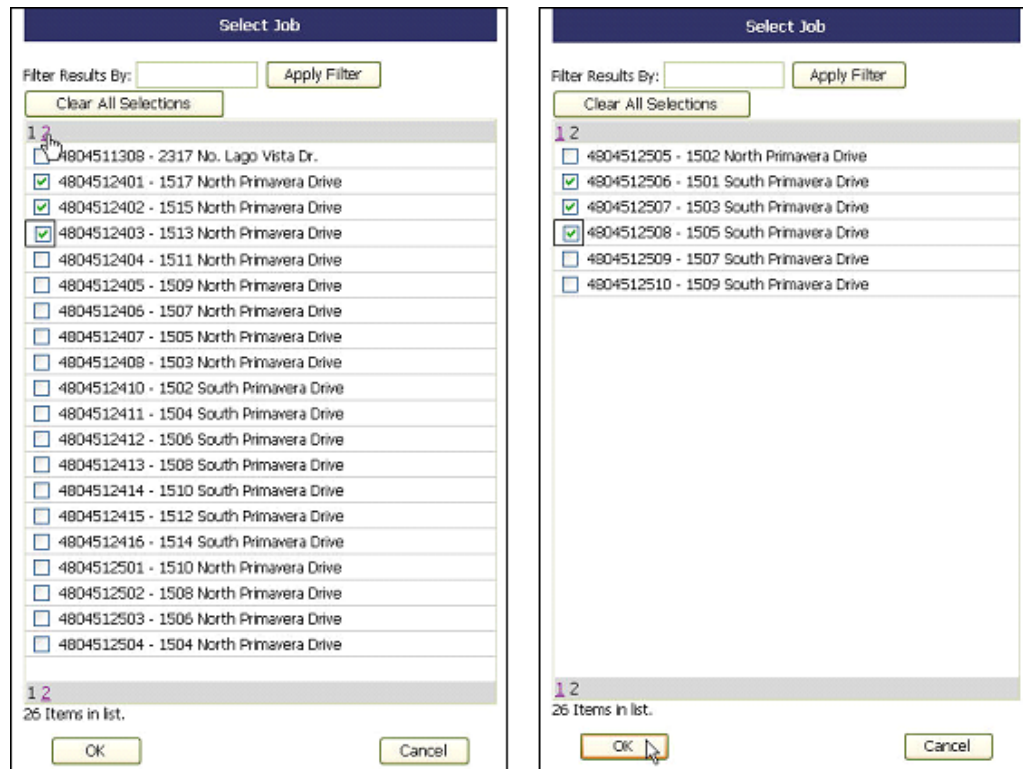 Select Job
Filter Results By:
Apply Filter
Clear All Selections
1 2
4804511308 - 2317 No. Lago Vista Dr.
4804512401 - 1517 North Primavera Drive
4804512402 - 1515 North Primavera Drive
4804512403 - 1513 North Primavera Drive
4804512404 - 1511 North Primavera Drive
4804512405 - 1509 North Primavera Drive
4804512406 - 1507 North Primavera Drive
4804512407 - 1505 North Primavera Drive
4804512408 - 1503 North Primavera Drive
4804512410 - 1502 South Primavera Drive
4804512411 - 1504 South Primavera Drive
4804512412 - 1506 South Primavera Drive
4804512413 - 1508 South Primavera Drive
4804512414 - 1510 South Primavera Drive
4804512415 - 1512 South Primavera Drive
4804512416 - 1514 South Primavera Drive
4804512501 - 1510 North Primavera Drive
4804512502 - 1508 North Primavera Drive
4804512503 - 1506 North Primavera Drive
4804512504 - 1504 North Primavera Drive
1 2
26 Items in list.
OK
Cancel
Select Job
Filter Results By:
Apply Filter
Clear All Selections
1 2
4804512505 - 1502 North Primavera Drive
4804512506 - 1501 South Primavera Drive
4804512507 - 1503 South Primavera Drive
4804512508 - 1505 South Primavera Drive
4804512509 - 1507 South Primavera Drive
4804512510 - 1509 South Primavera Drive
1 2
26 Items in list.
OK
Cancel